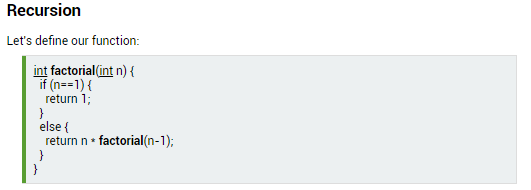 Recursion
Let's define our function:
int factorial(int n) {
if (n==1) {
return 1;
}
else {
return n * factorial(n-1);
}
}